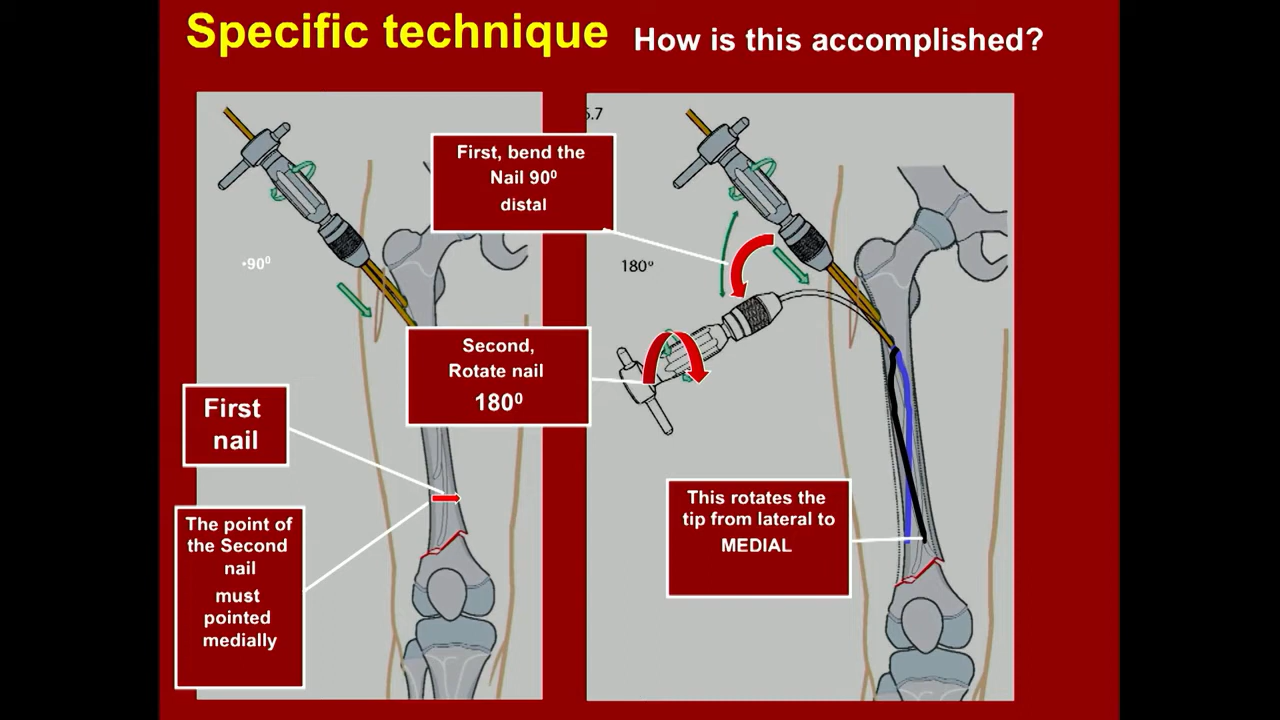 Specific technique How is this accomplished?
5.7
First, bend the
Nail 90⁰
distal
•90⁰
180°
Second,
Rotate nail
180⁰
First
nail
The point of
the Second
nail
must
pointed
medially
This rotates the
tip from lateral to
MEDIAL